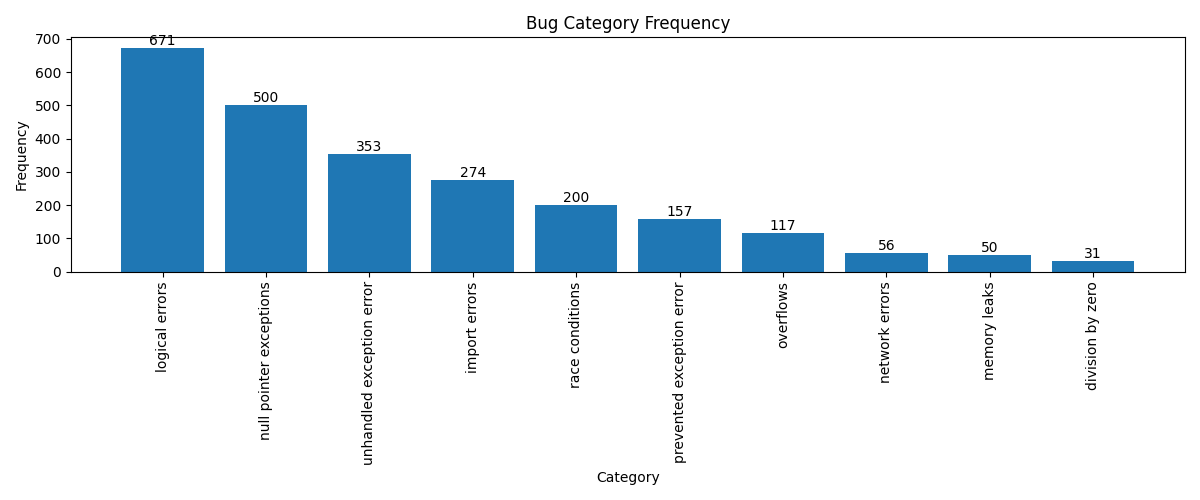 Bug Category Frequency
Frequency
700
600
500
400
300
200
100
0
671
500
353
274
200
157
117
56
50
31
logical errors
null pointer exceptions
unhandled exception error
import errors
race conditions
prevented exception error
overflows
network errors
memory leaks
division by zero
Category